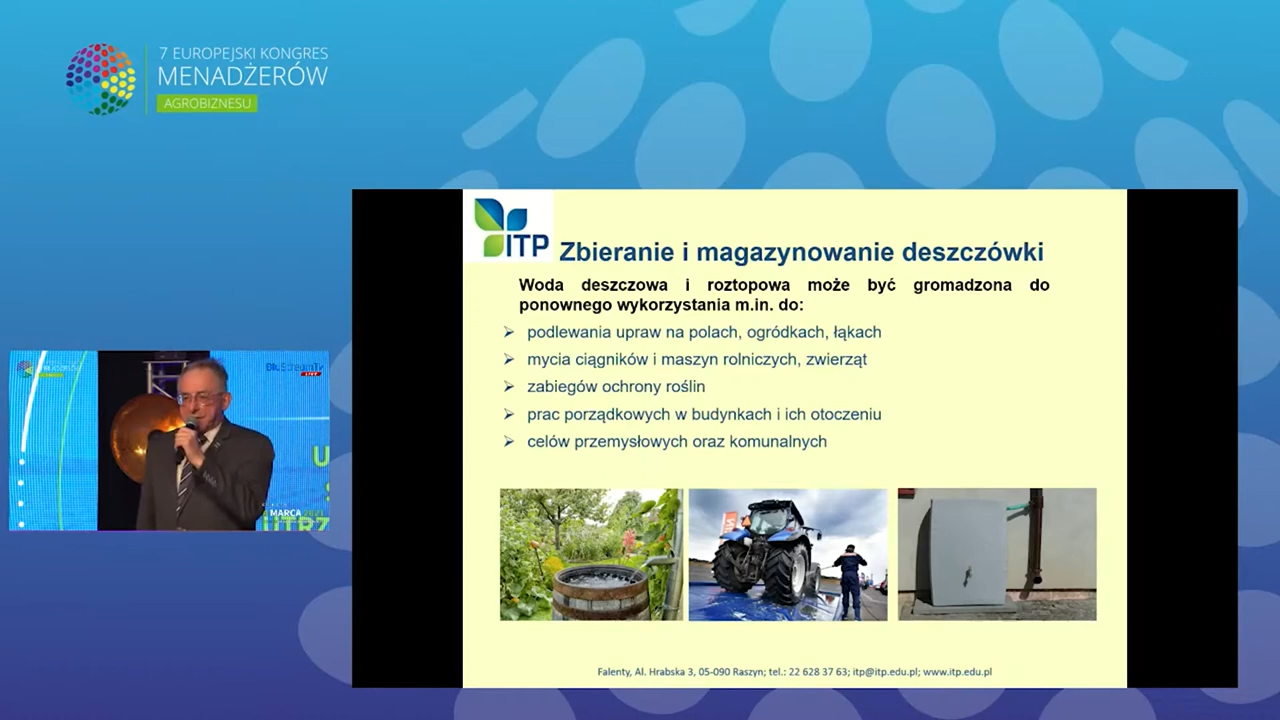 7 EUROPEJSKI KONGRES
MENADŻERÓW
AGROBIZNESU
ITP
Zbieranie i magazynowanie deszczówki
Woda deszczowa i roztopowa może być gromadzona do
ponownego wykorzystania m.in. do:
podlewania upraw na polach, ogródkach, łąkach
mycia ciągników i maszyn rolniczych, zwierząt
zabiegów ochrony roślin
prac porządkowych w budynkach i ich otoczeniu
celów przemysłowych oraz komunalnych
BluStreamTv
MARCA
Falenty, Al. Hrabska 3, 05-090 Raszyn; tel.: 22 628 37 63; itp@itp.edu.pl; www.itp.edu.pl